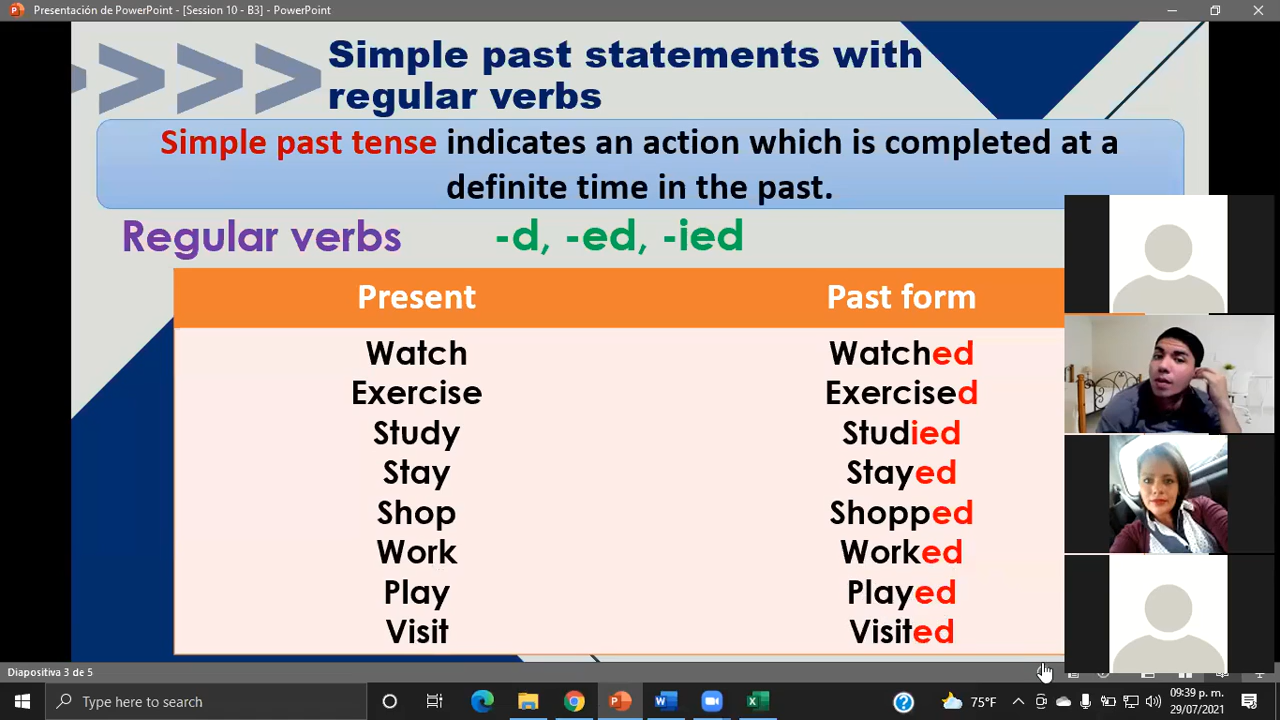 Presentación de PowerPoint - [Session 10 - B3] - PowerPoint
Simple past statements with
regular verbs
Simple past tense indicates an action which is completed at a
definite time in the past.
Regular verbs -d, -ed, -ied
Present Past form
Watch Watched
Exercise Exercised
Study Studied
Stay Stayed
Shop Shopped
Work Worked
Play Played
Visit Visited
Diapositiva 3 de 5
Type here to search
75°F
09:39 p. m.
29/07/2021